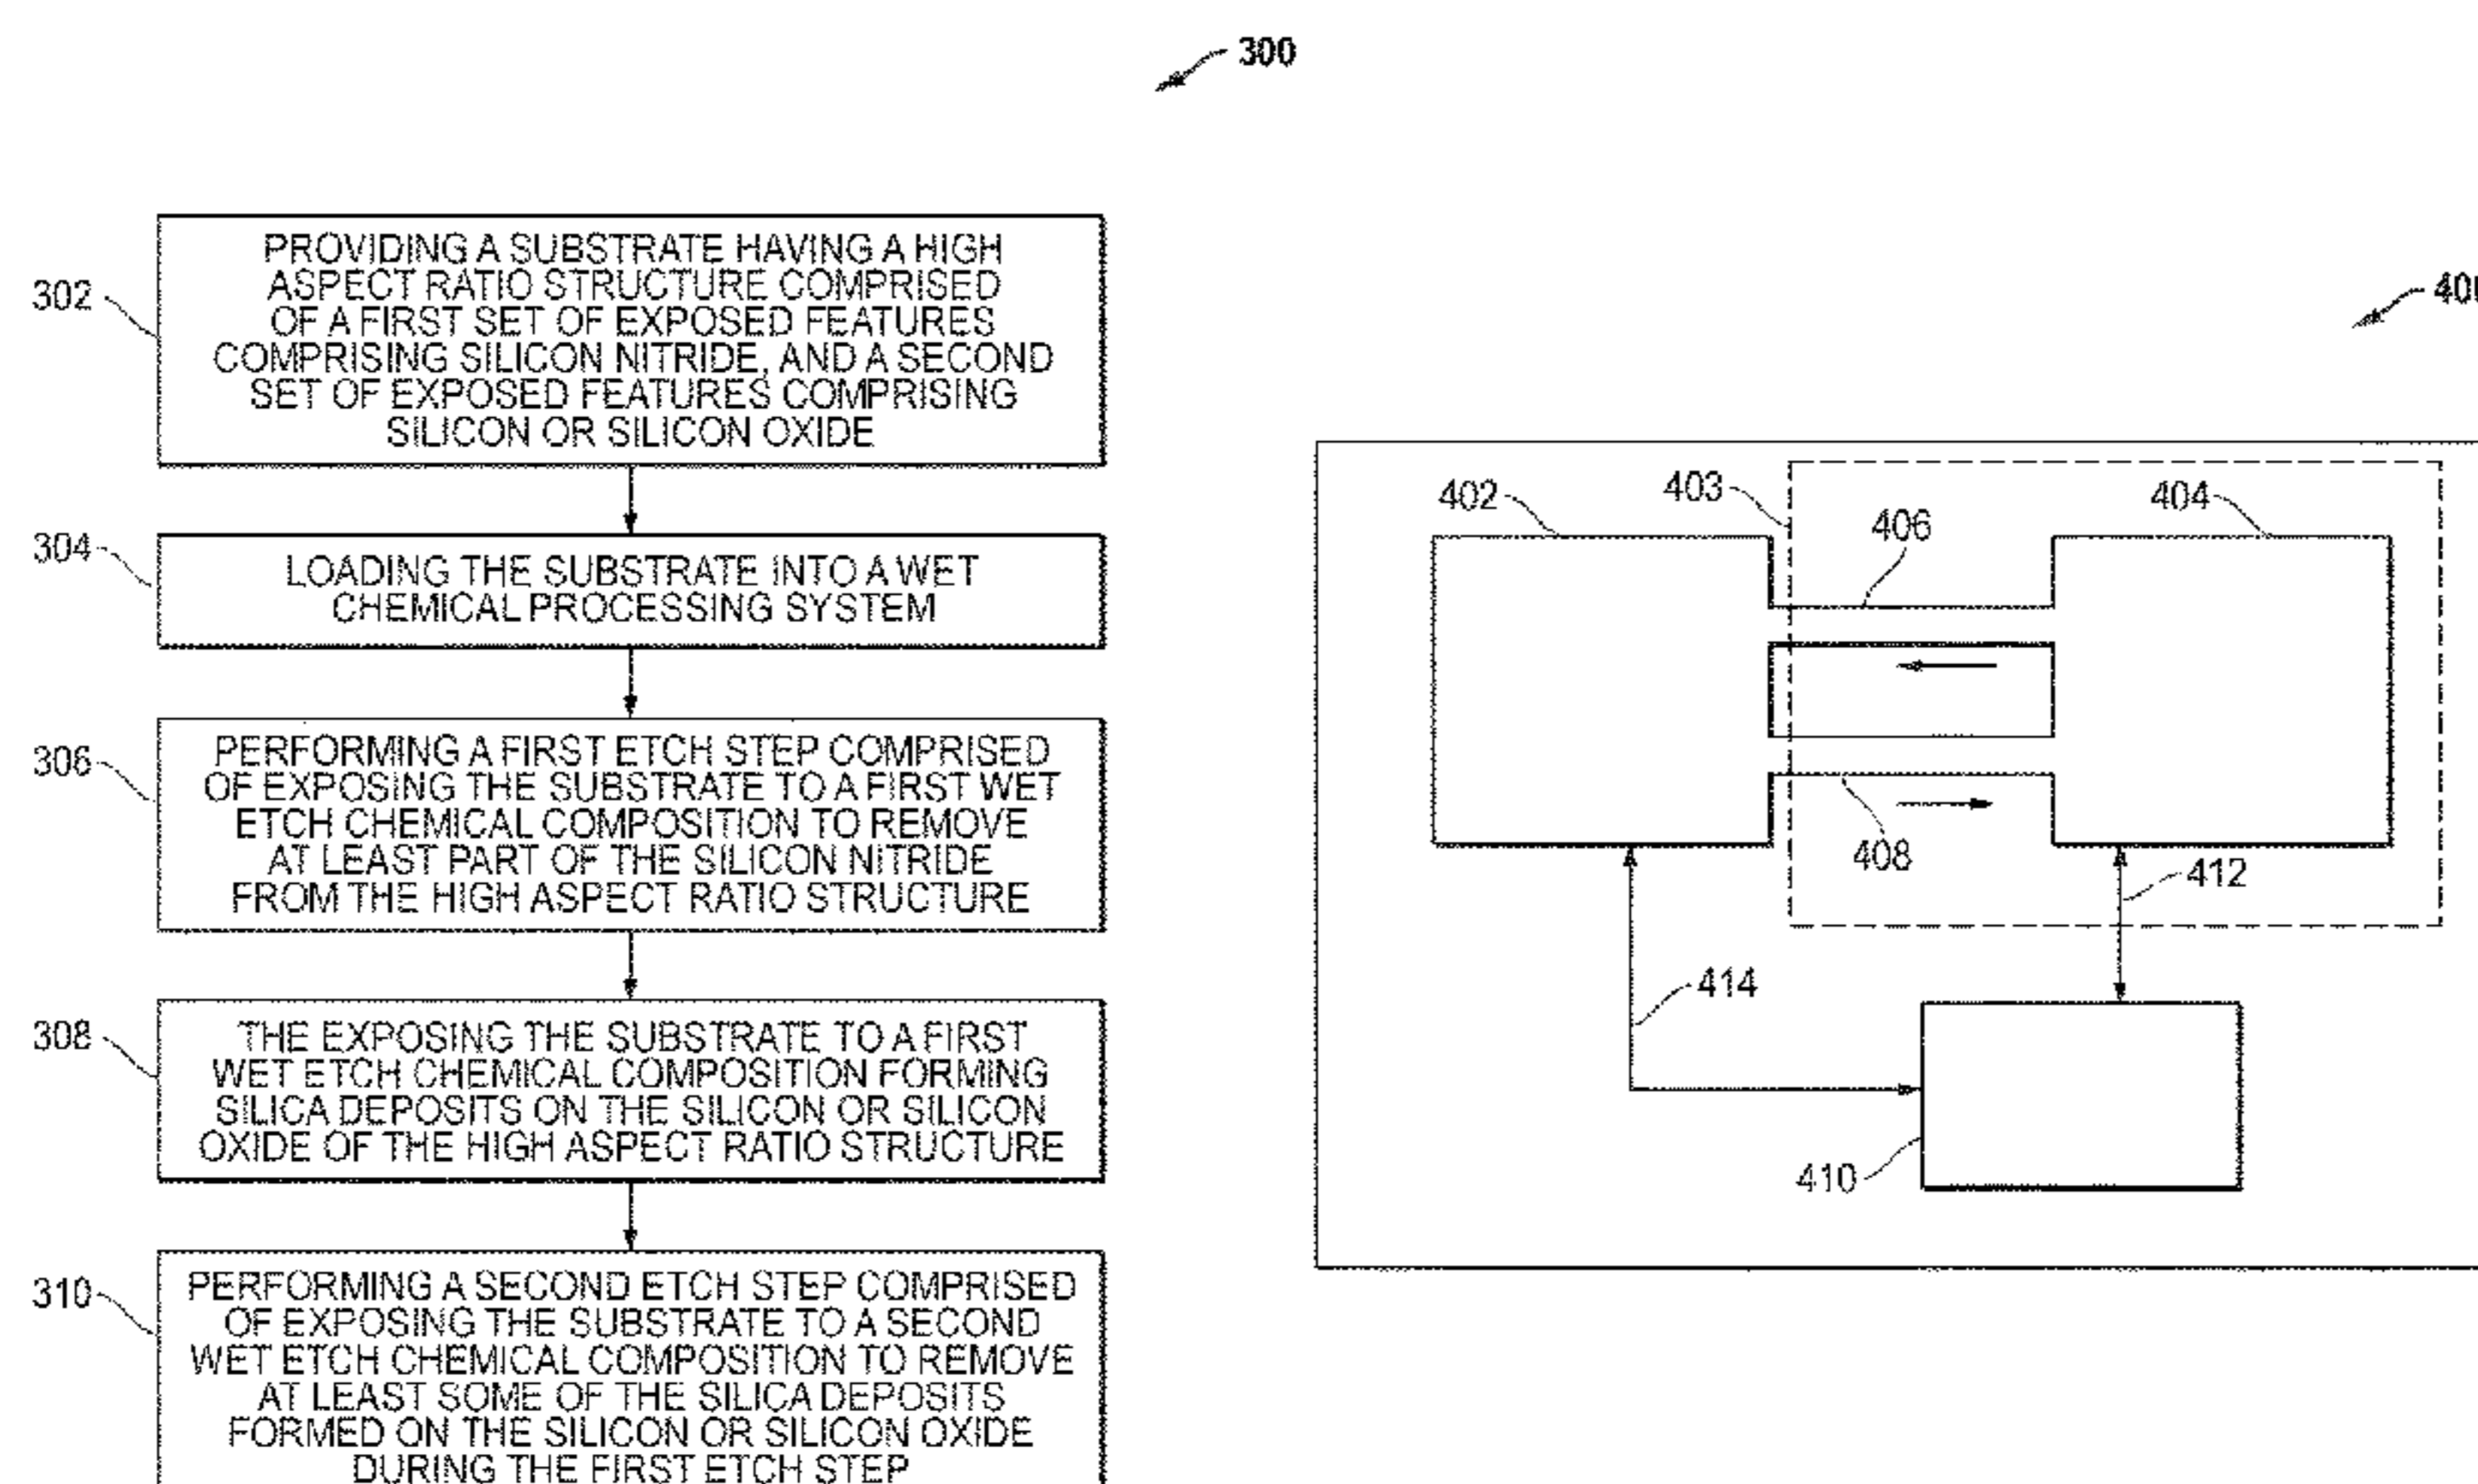 300
302
PROVIDING A SUBSTRATE HAVING A HIGH
ASPECT RATIO STRUCTURE COMPRISED
OF A FIRST SET OF EXPOSED FEATURES
COMPRISING SILICON NITRIDE, AND A SECOND
SET OF EXPOSED FEATURES COMPRISING
SILICON OR SILICON OXIDE
304
LOADING THE SUBSTRATE INTO A WET
CHEMICAL PROCESSING SYSTEM
306
PERFORMING A FIRST ETCH STEP COMPRISED
OF EXPOSING THE SUBSTRATE TO A FIRST WET
ETCH CHEMICAL COMPOSITION TO REMOVE
AT LEAST PART OF THE SILICON NITRIDE
FROM THE HIGH ASPECT RATIO STRUCTURE
308
THE EXPOSING THE SUBSTRATE TO A FIRST
WET ETCH CHEMICAL COMPOSITION FORMING
SILICA DEPOSITS ON THE SILICON OR SILICON
OXIDE OF THE HIGH ASPECT RATIO STRUCTURE
310
PERFORMING A SECOND ETCH STEP COMPRISED
OF EXPOSING THE SUBSTRATE TO A SECOND
WET ETCH CHEMICAL COMPOSITION TO REMOVE
AT LEAST SOME OF THE SILICA DEPOSITS
FORMED ON THE SILICON OR SILICON OXIDE
DURING THE FIRST ETCH STEP
402
403
404
406
408
412
414
410